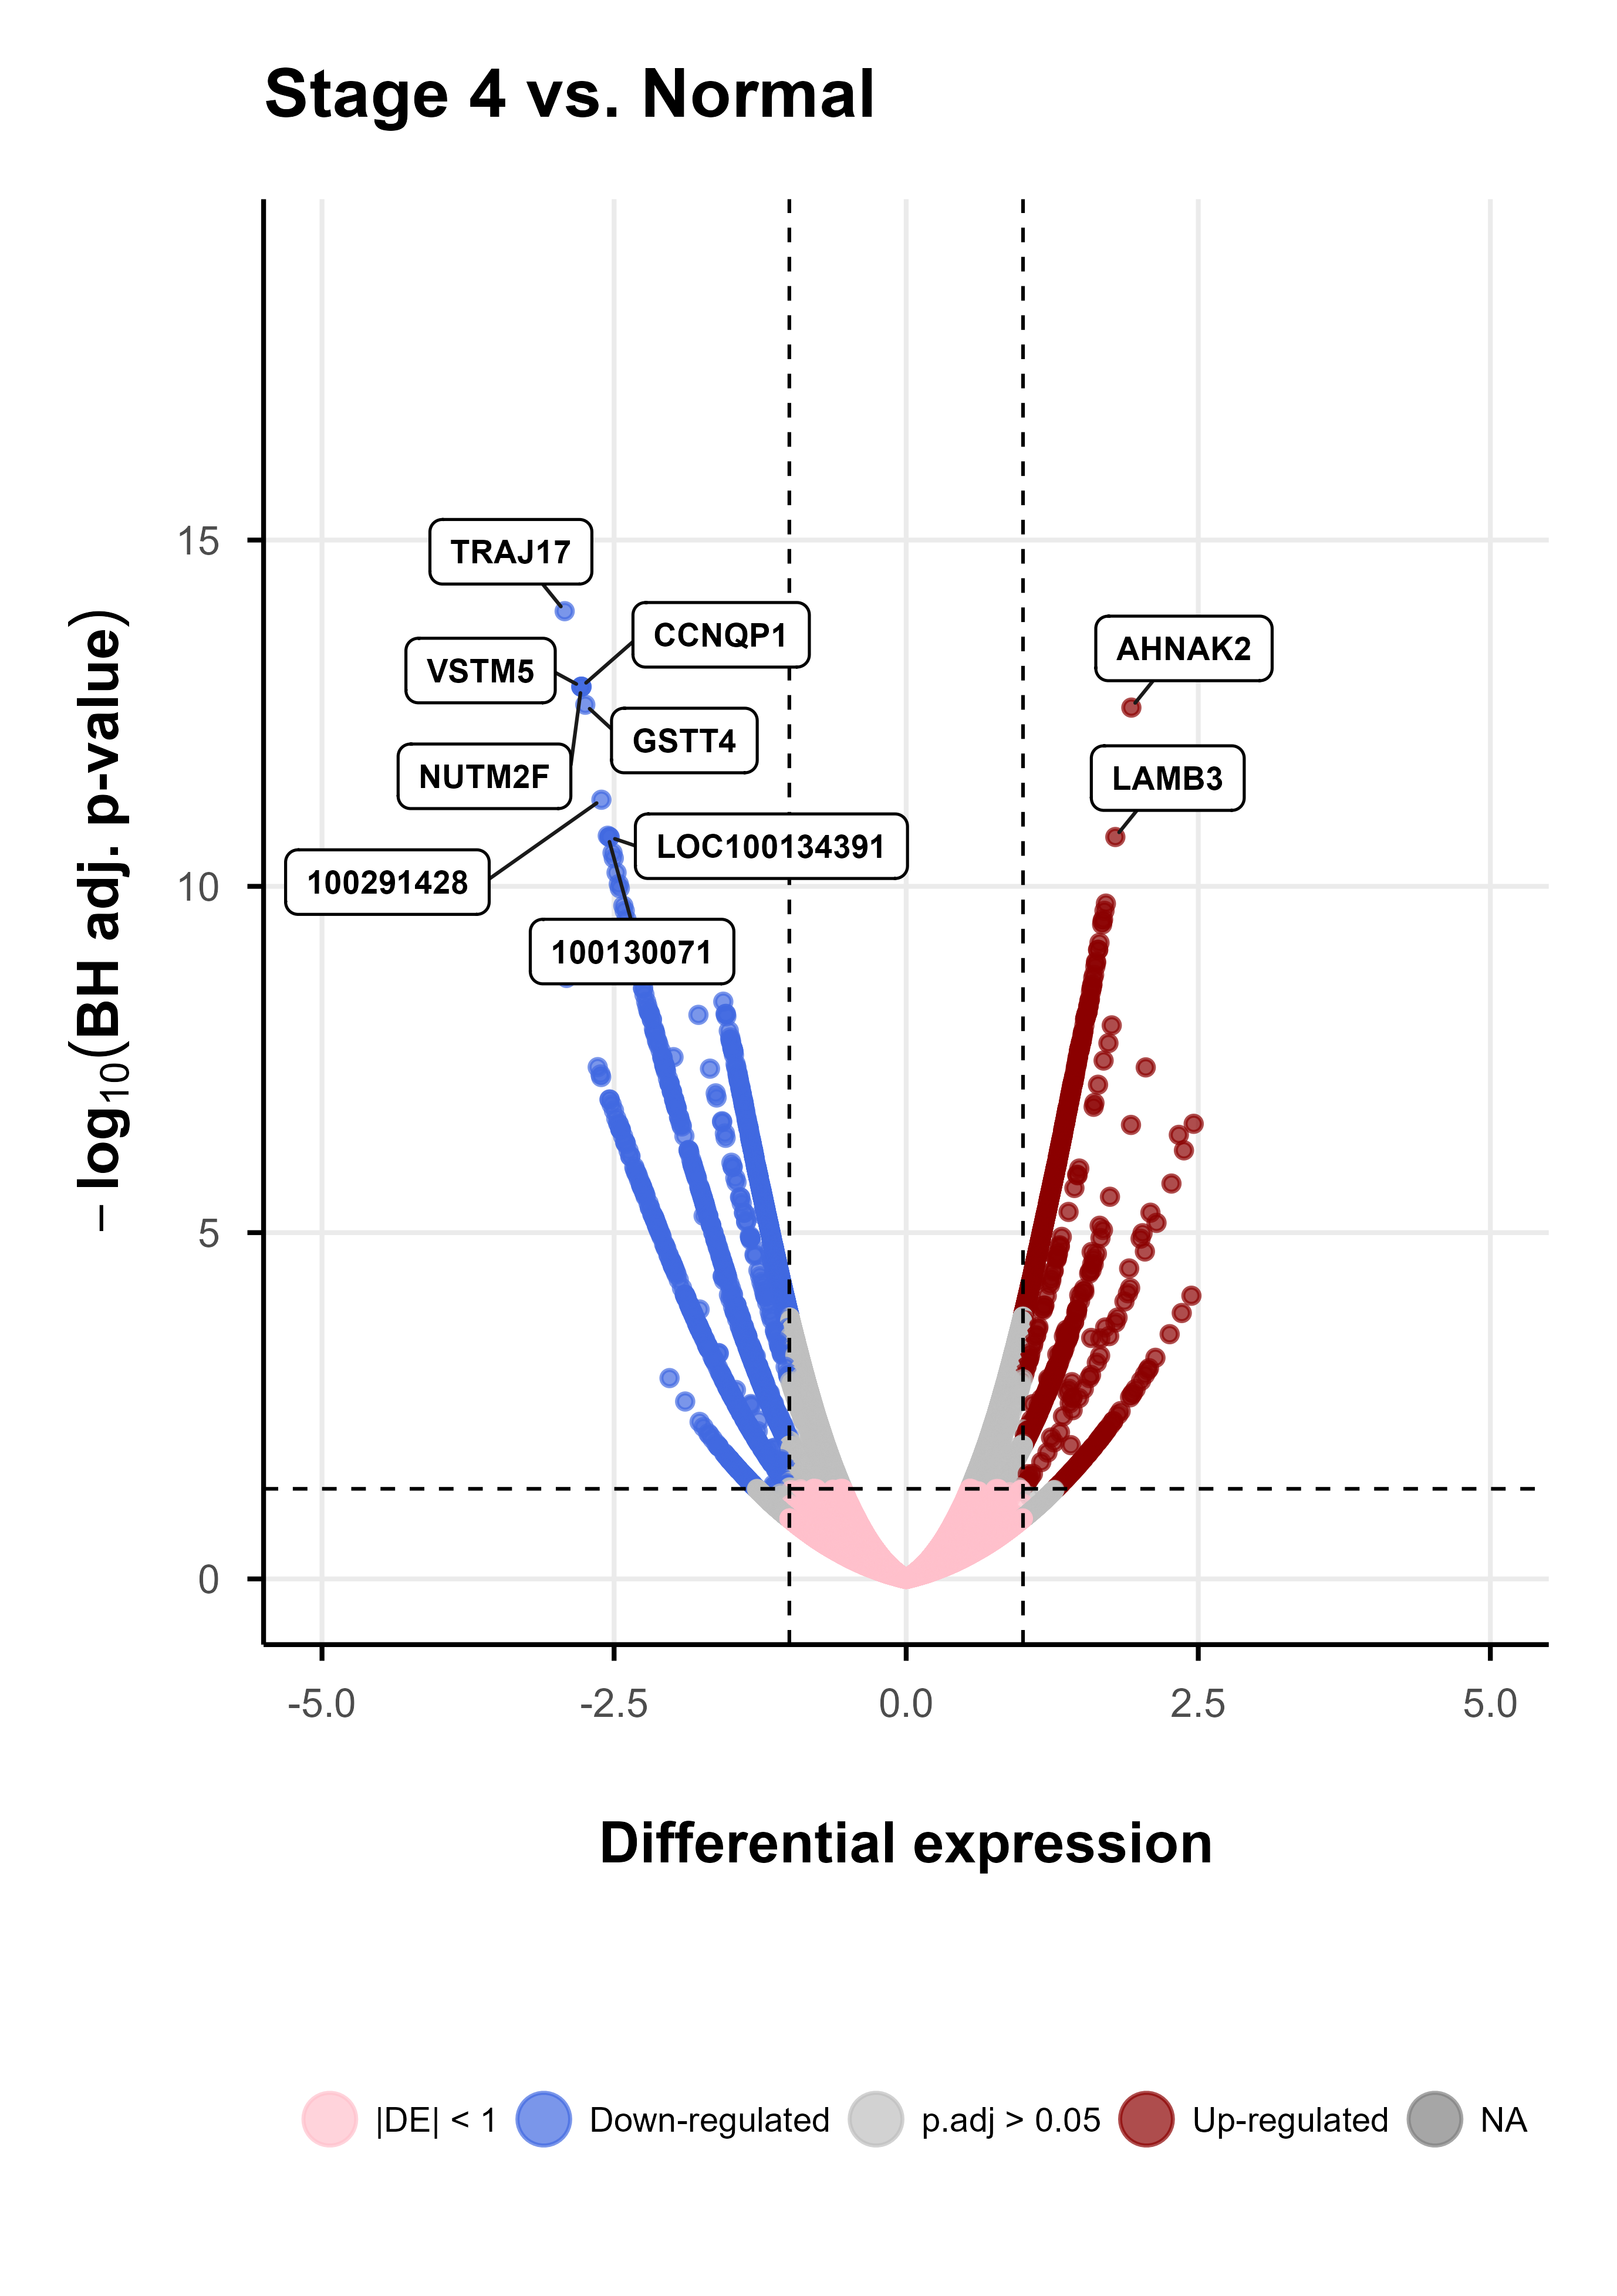 Stage 4 vs. Normal
− log10(BH adj. p-value)
15
10
5
0
TRAJ17
CCNQP1
VSTM5
GSTT4
NUTM2F
LOC100134391
100291428
100130071
AHNAK2
LAMB3
-5.0
-2.5
0.0
2.5
5.0
Differential expression
|DE| < 1
Down-regulated
p.adj > 0.05
Up-regulated
NA